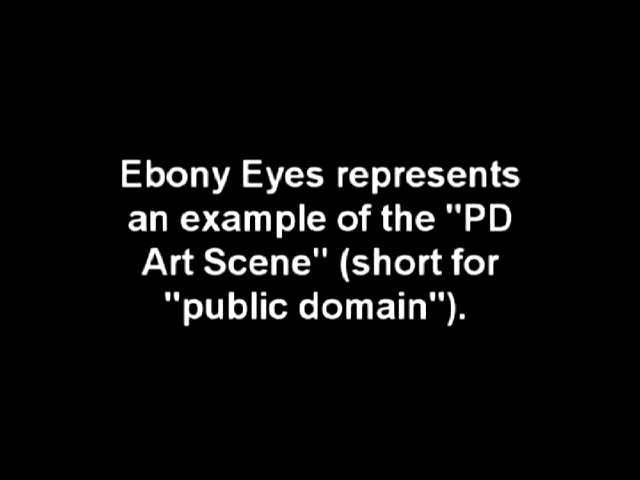 Ebony Eyes represents
an example of the "PD
Art Scene" (short for
"public domain").